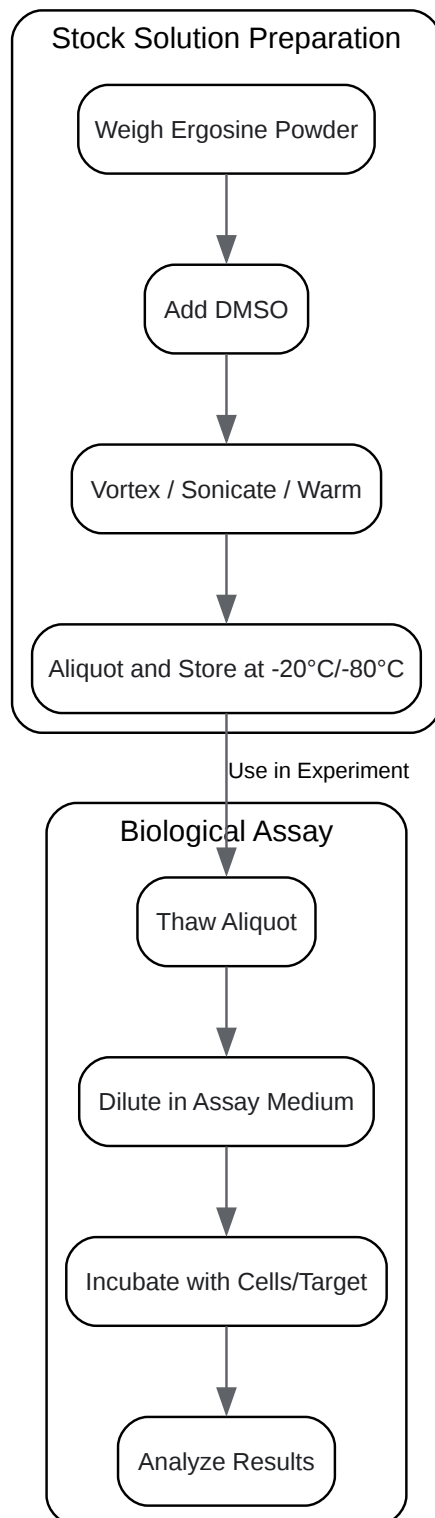 Stock Solution Preparation
Weigh Ergosine Powder
Add DMSO
Vortex / Sonicate / Warm
Aliquot and Store at -20°C/-80°C
Use in Experiment
Biological Assay
Thaw Aliquot
Dilute in Assay Medium
Incubate with Cells/Target
Analyze Results